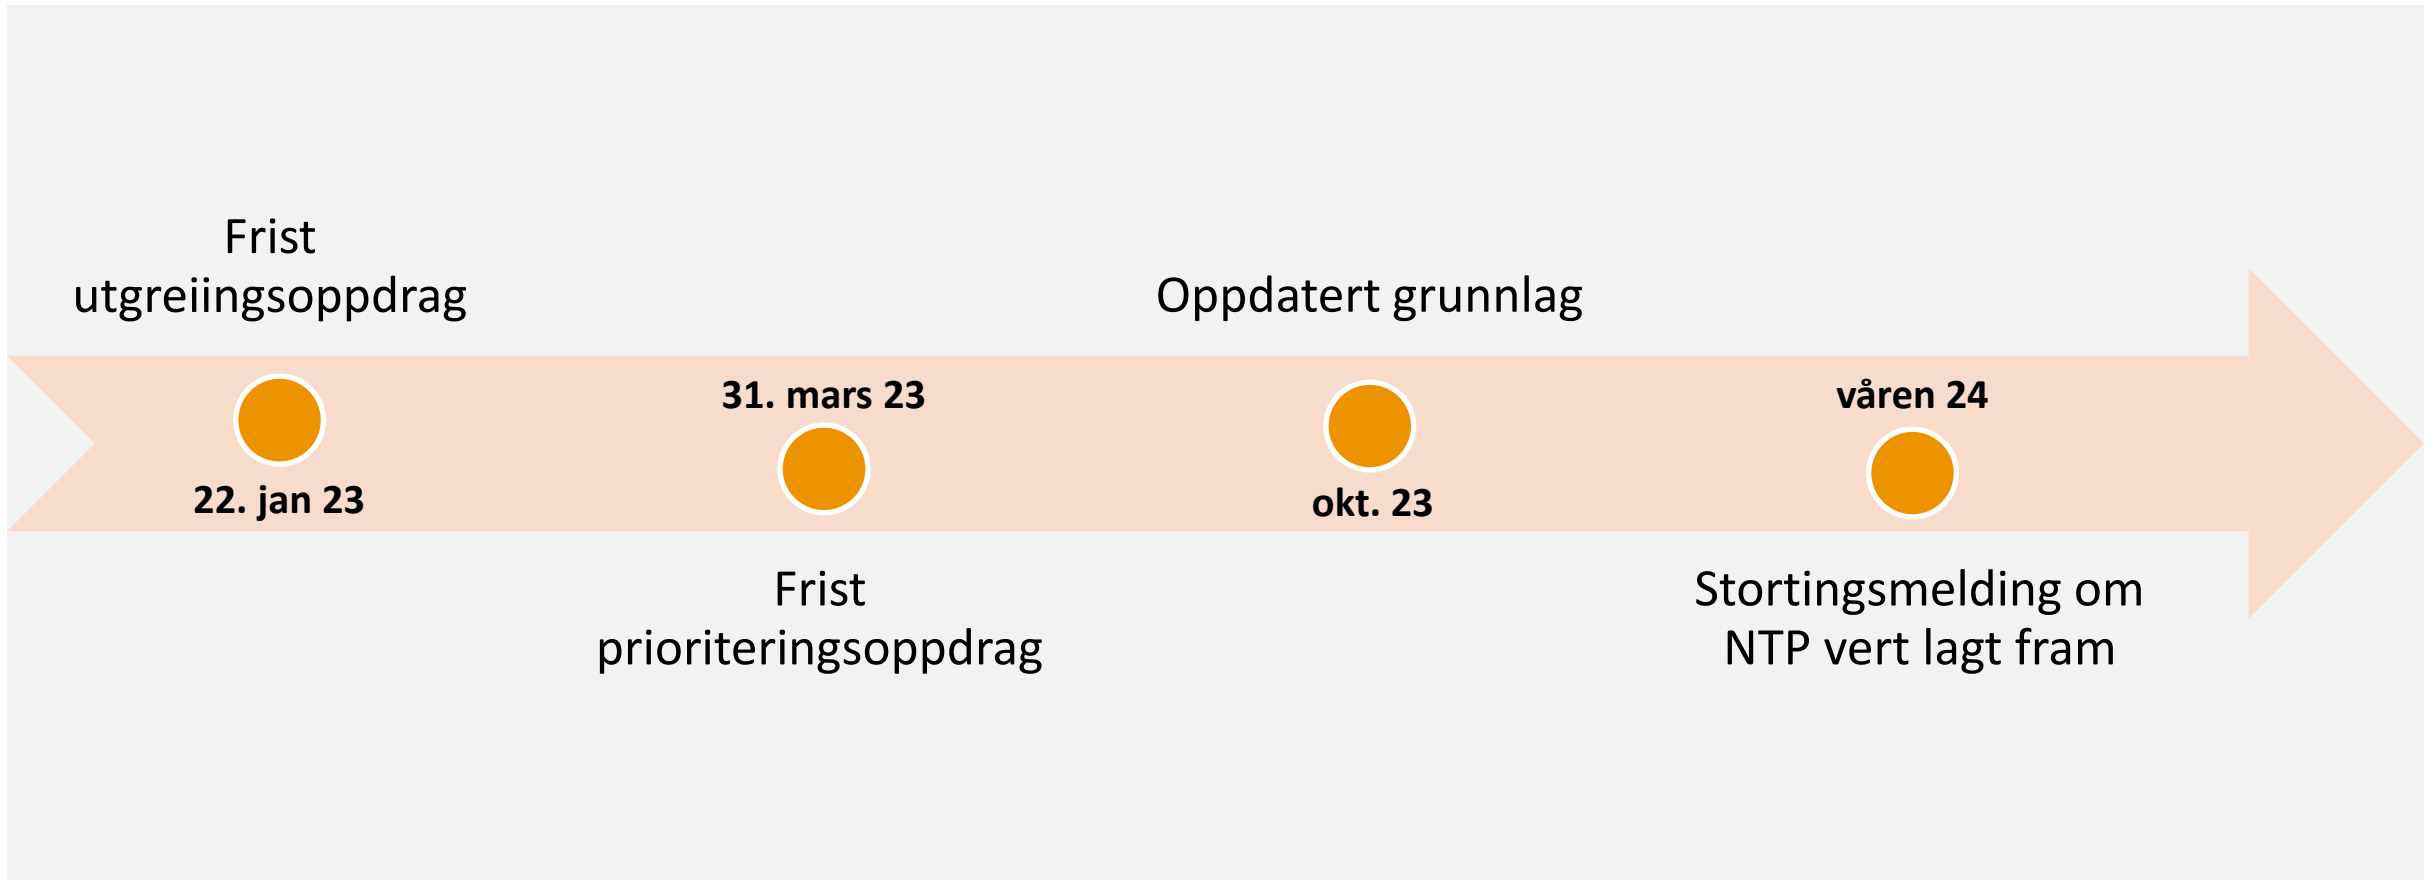 Frist
utgreiingsoppdrag
22. jan 23
31. mars 23
Frist
prioriteringsoppdrag
Oppdatert grunnlag
okt. 23
våren 24
Stortingsmelding om
NTP vert lagt fram